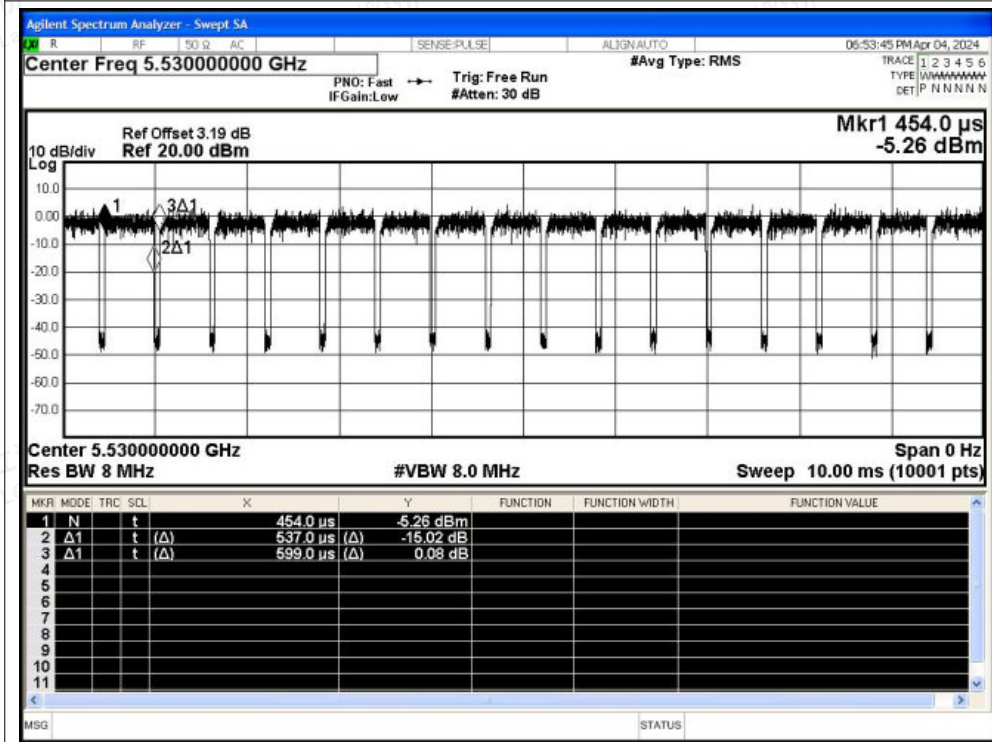 Agilent Spectrum Analyzer - Swept SA
LXI R RF 50 Ω AC SENSE:PULSE ALIGN AUTO 06:53:45 PM Apr 04, 2024
Center Freq 5.530000000 GHz #Avg Type: RMS TRACE 1 2 3 4 5 6
PNO: Fast Trig: Free Run TYPE WWWWWW
IFGain:Low #Atten: 30 dB DET P N N N N N
Mkr1 454.0 µs
Ref Offset 3.19 dB
10 dB/div Ref 20.00 dBm -5.26 dBm
Log
10.0
1 3Δ1
0.00
-10.0
2Δ1
-20.0
-30.0
-40.0
-50.0
-60.0
-70.0
Center 5.530000000 GHz Span 0 Hz
Res BW 8 MHz #VBW 8.0 MHz Sweep 10.00 ms (10001 pts)
MKR MODE TRC SCL X Y FUNCTION FUNCTION WIDTH FUNCTION VALUE
1 N t 454.0 µs -5.26 dBm
2 Δ1 t (Δ) 537.0 µs (Δ) -15.02 dB
3 Δ1 t (Δ) 599.0 µs (Δ) 0.08 dB
4
5
6
7
8
9
10
11
MSG STATUS